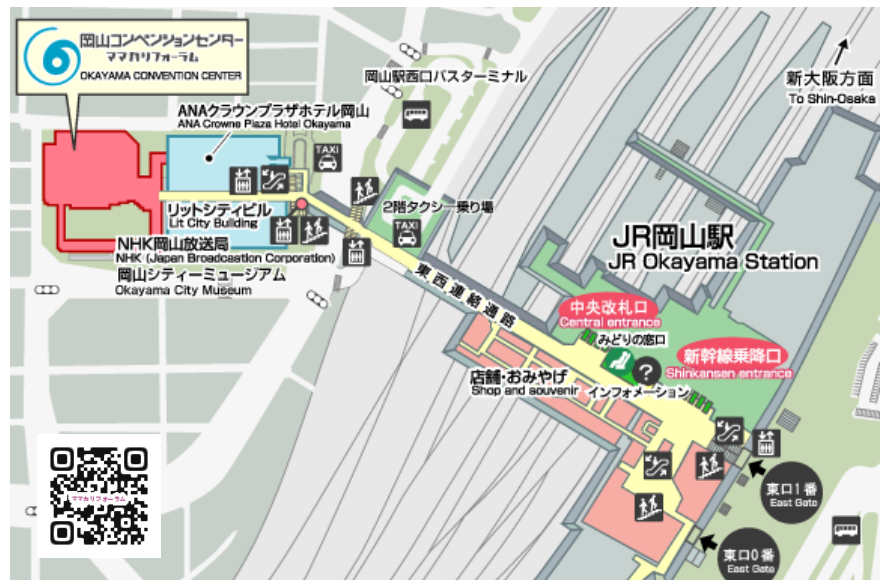 岡山コンベンションセンター
ママカリフォーラム
OKAYAMA CONVENTION CENTER
岡山駅西口バスターミナル
新大阪方面
To Shin-Osaka
ANAクラウンプラザホテル岡山
ANA Crowne Plaza Hotel Okayama
TAXI
2階タクシー乗り場
TAXI
リットシティビル
Lit City Building
NHK岡山放送局
NHK (Japan Broadcastion Corporation)
岡山シティーミュージアム
Okayama City Museum
JR岡山駅
JR Okayama Station
東西連絡通路
中央改札口
Central entrance
みどりの窓口
新幹線乗降口
Shinkansen entrance
?
店舗・おみやげ
Shop and souvenir
インフォメーション
ママカリフォーラム
東口1番
East Gate
東口0番
East Gate